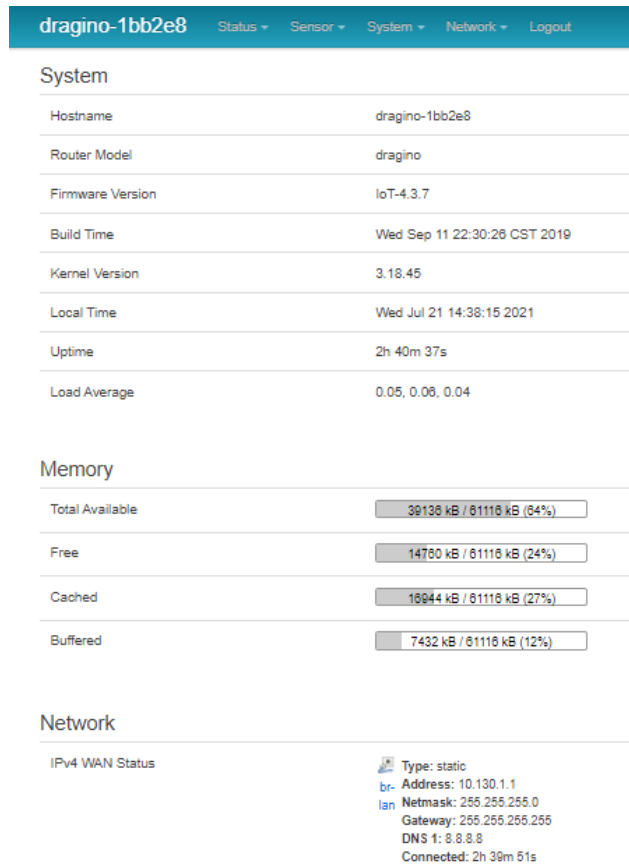 dragino-1bb2e8 Status Sensor System Network Logout
System
Hostname dragino-1bb2e8
Router Model dragino
Firmware Version IoT-4.3.7
Build Time Wed Sep 11 22:30:26 CST 2019
Kernel Version 3.18.45
Local Time Wed Jul 21 14:38:15 2021
Uptime 2h 40m 37s
Load Average 0.05, 0.06, 0.04
Memory
Total Available 39136 kB / 61116 kB (64%)
Free 14760 kB / 61116 kB (24%)
Cached 16944 kB / 61116 kB (27%)
Buffered 7432 kB / 61116 kB (12%)
Network
IPv4 WAN Status Type: static
br- Address: 10.130.1.1
lan Netmask: 255.255.255.0
Gateway: 255.255.255.255
DNS 1: 8.8.8.8
Connected: 2h 39m 51s